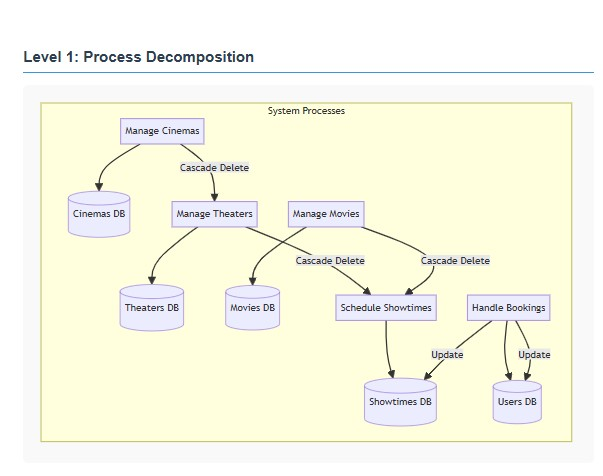 Level 1: Process Decomposition
System Processes
Manage Cinemas
Cascade Delete
Cinemas DB
Manage Theaters
Manage Movies
Cascade Delete
Cascade Delete
Theaters DB
Movies DB
Schedule Showtimes
Handle Bookings
Update
Update
Showtimes DB
Users DB